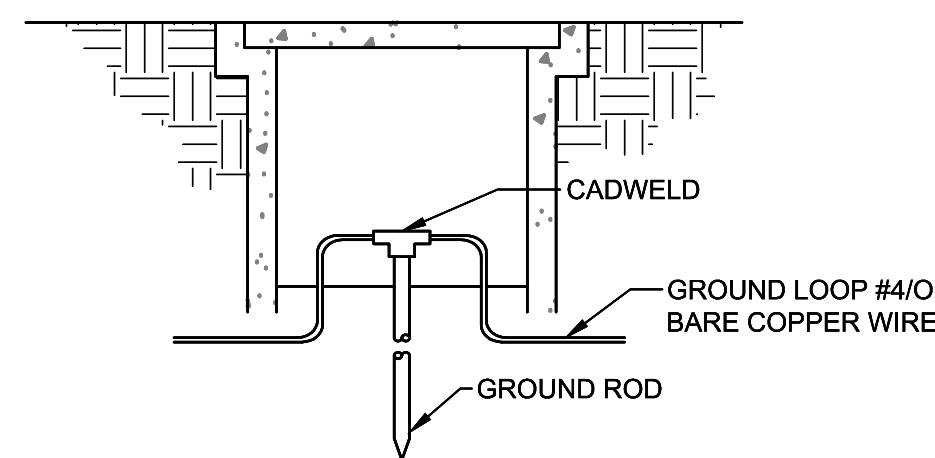 CADWELD
GROUND LOOP #4/O
BARE COPPER WIRE
GROUND ROD